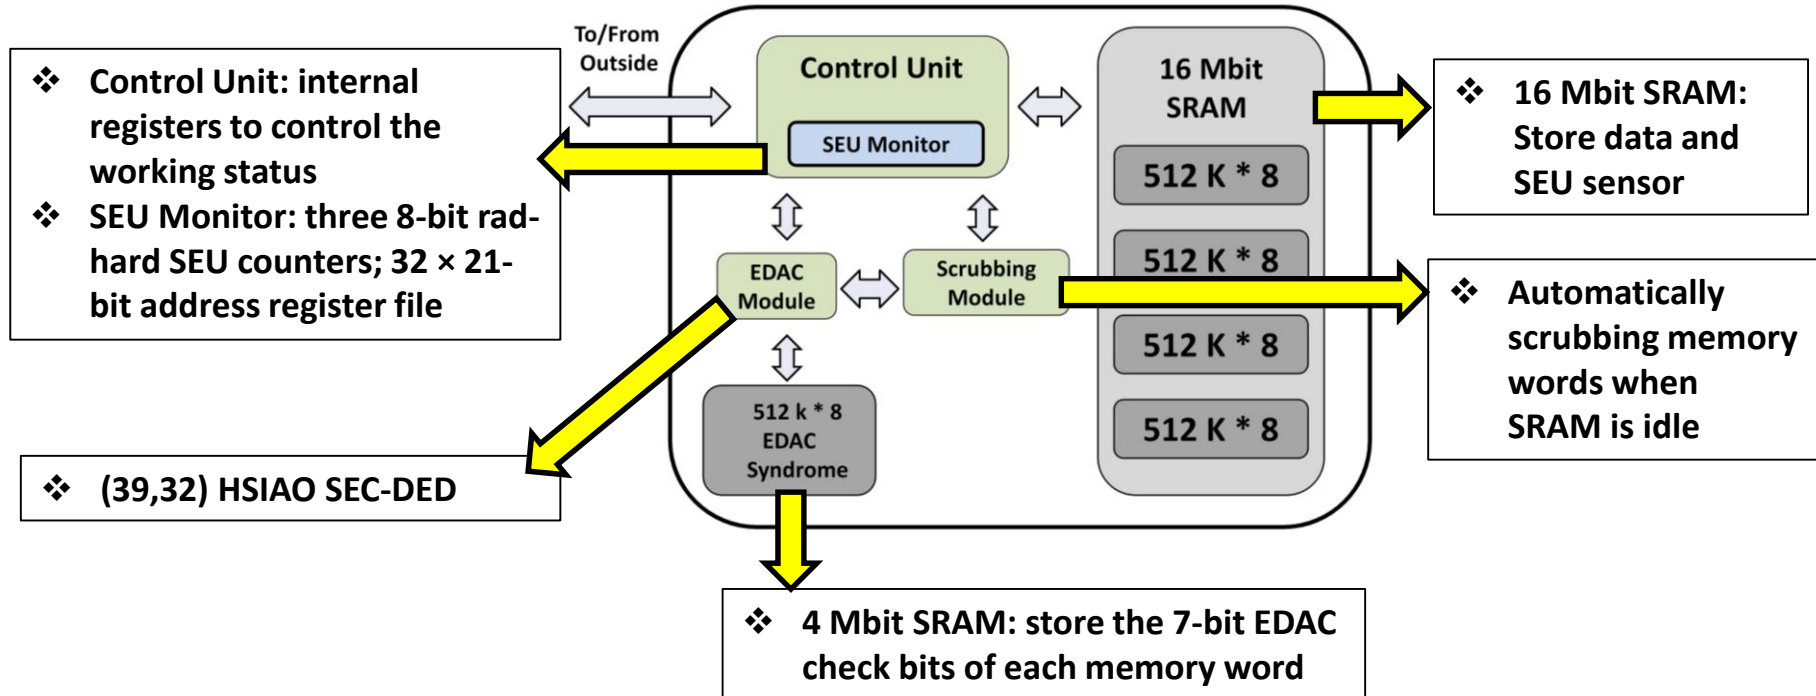 To/From
Outside
❖ Control Unit: internal
registers to control the
working status
❖ SEU Monitor: three 8-bit rad-
hard SEU counters; 32 × 21-
bit address register file
Control Unit
SEU Monitor
16 Mbit
SRAM
512 K * 8
512 K * 8
512 K * 8
512 K * 8
❖ 16 Mbit SRAM:
Store data and
SEU sensor
EDAC
Module
Scrubbing
Module
❖ Automatically
scrubbing memory
words when
SRAM is idle
512 k * 8
EDAC
Syndrome
❖ (39,32) HSIAO SEC-DED
❖ 4 Mbit SRAM: store the 7-bit EDAC
check bits of each memory word